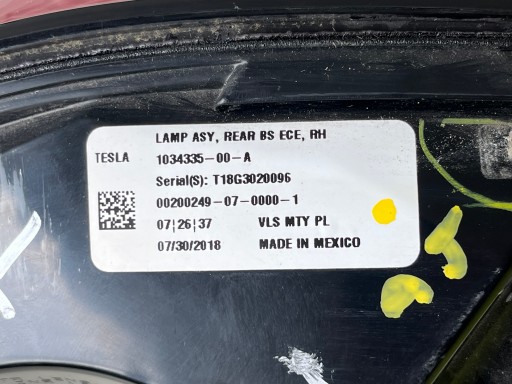 LAMP ASY, REAR BS ECE, RH
TESLA 1034335-00-A
Serial(S): T18G3020096
00200249-07-0000-1
07|26|37 VLS MTY PL
07/30/2018 MADE IN MEXICO